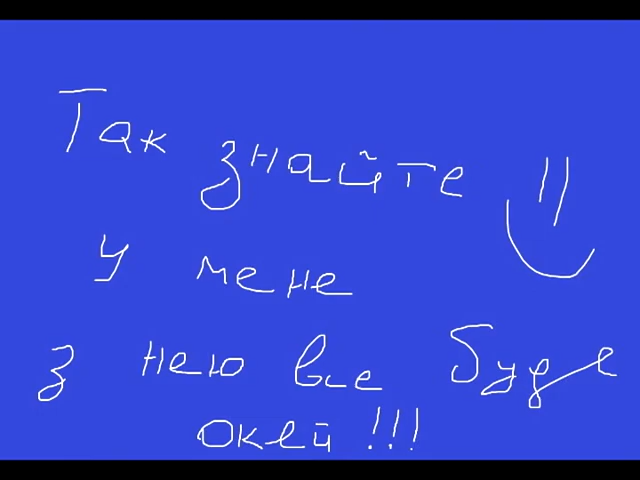 Так знайте
у мене
з нею все буде
окей!!!